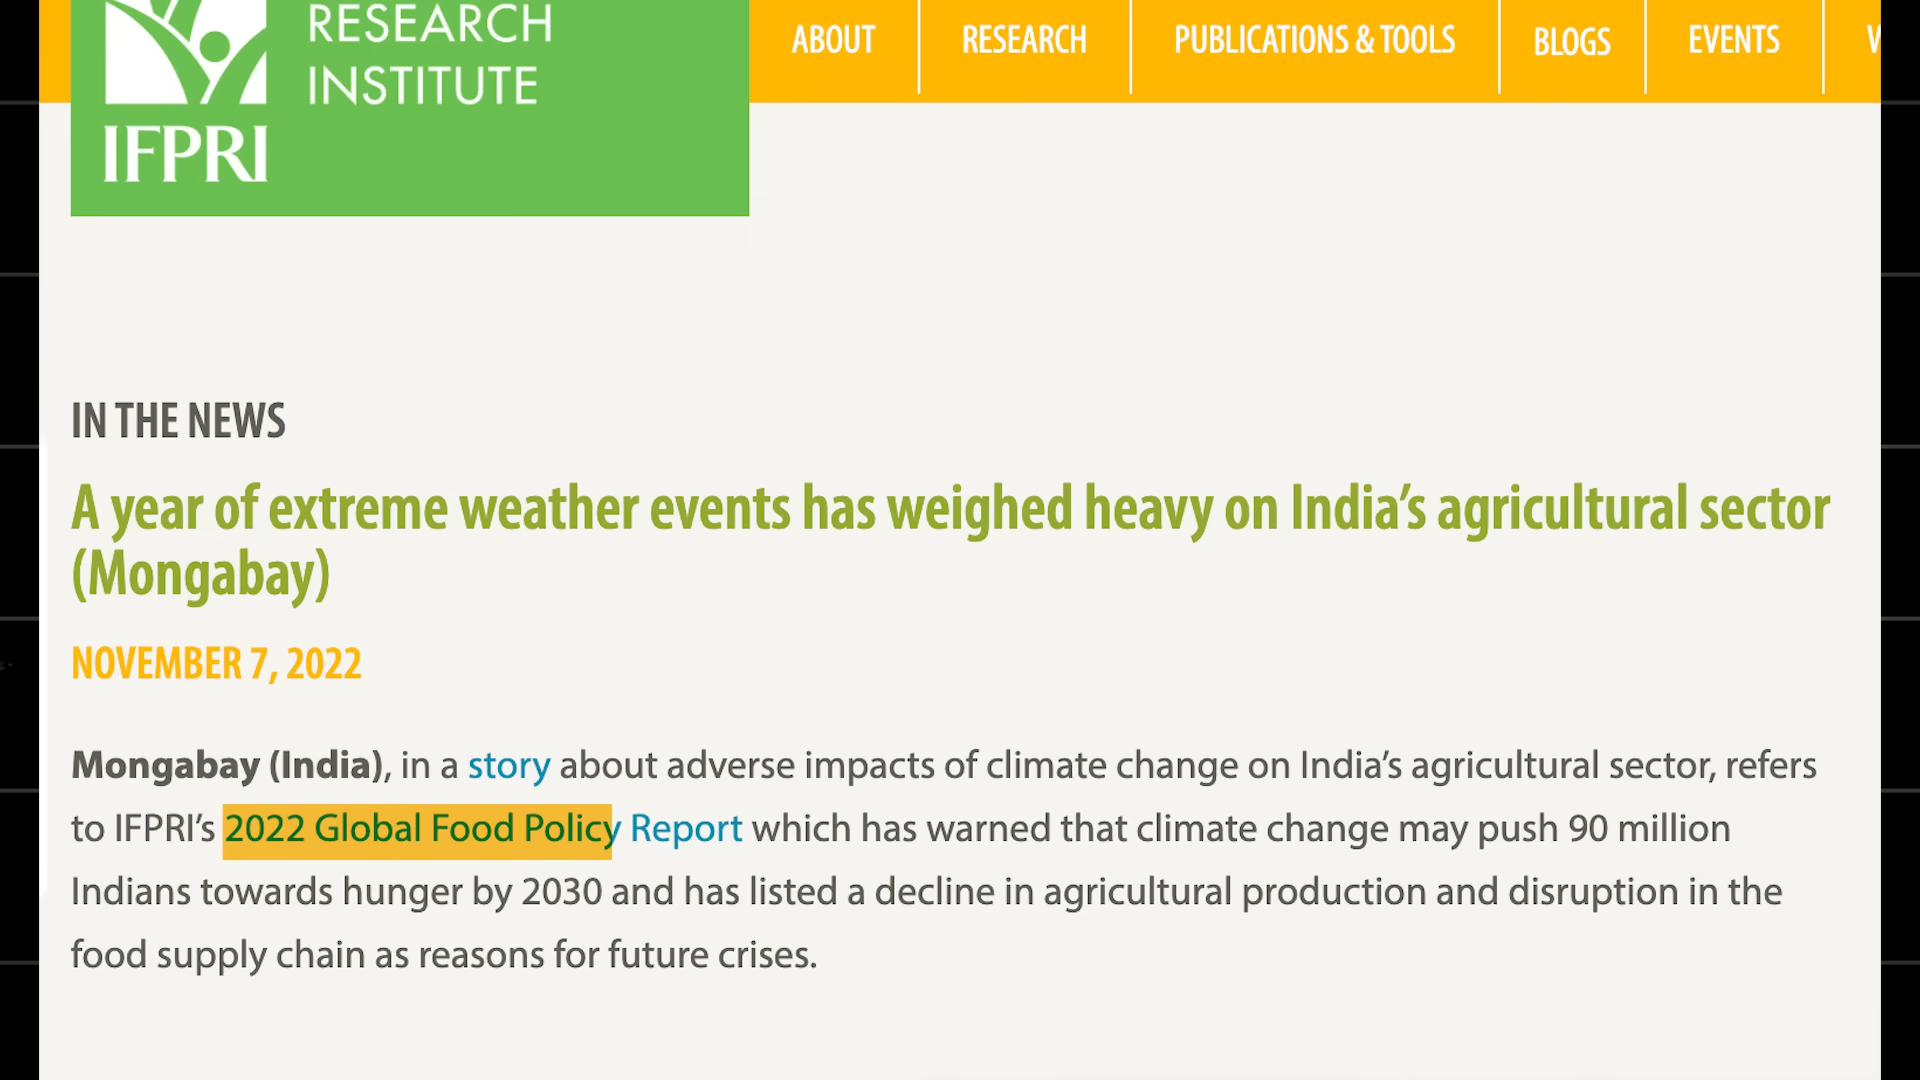 RESEARCH
INSTITUTE
IFPRI
ABOUT
RESEARCH
PUBLICATIONS & TOOLS
BLOGS
EVENTS
IN THE NEWS
A year of extreme weather events has weighed heavy on India’s agricultural sector
(Mongabay)
NOVEMBER 7, 2022
Mongabay (India), in a story about adverse impacts of climate change on India’s agricultural sector, refers
to IFPRI’s 2022 Global Food Policy Report which has warned that climate change may push 90 million
Indians towards hunger by 2030 and has listed a decline in agricultural production and disruption in the
food supply chain as reasons for future crises.